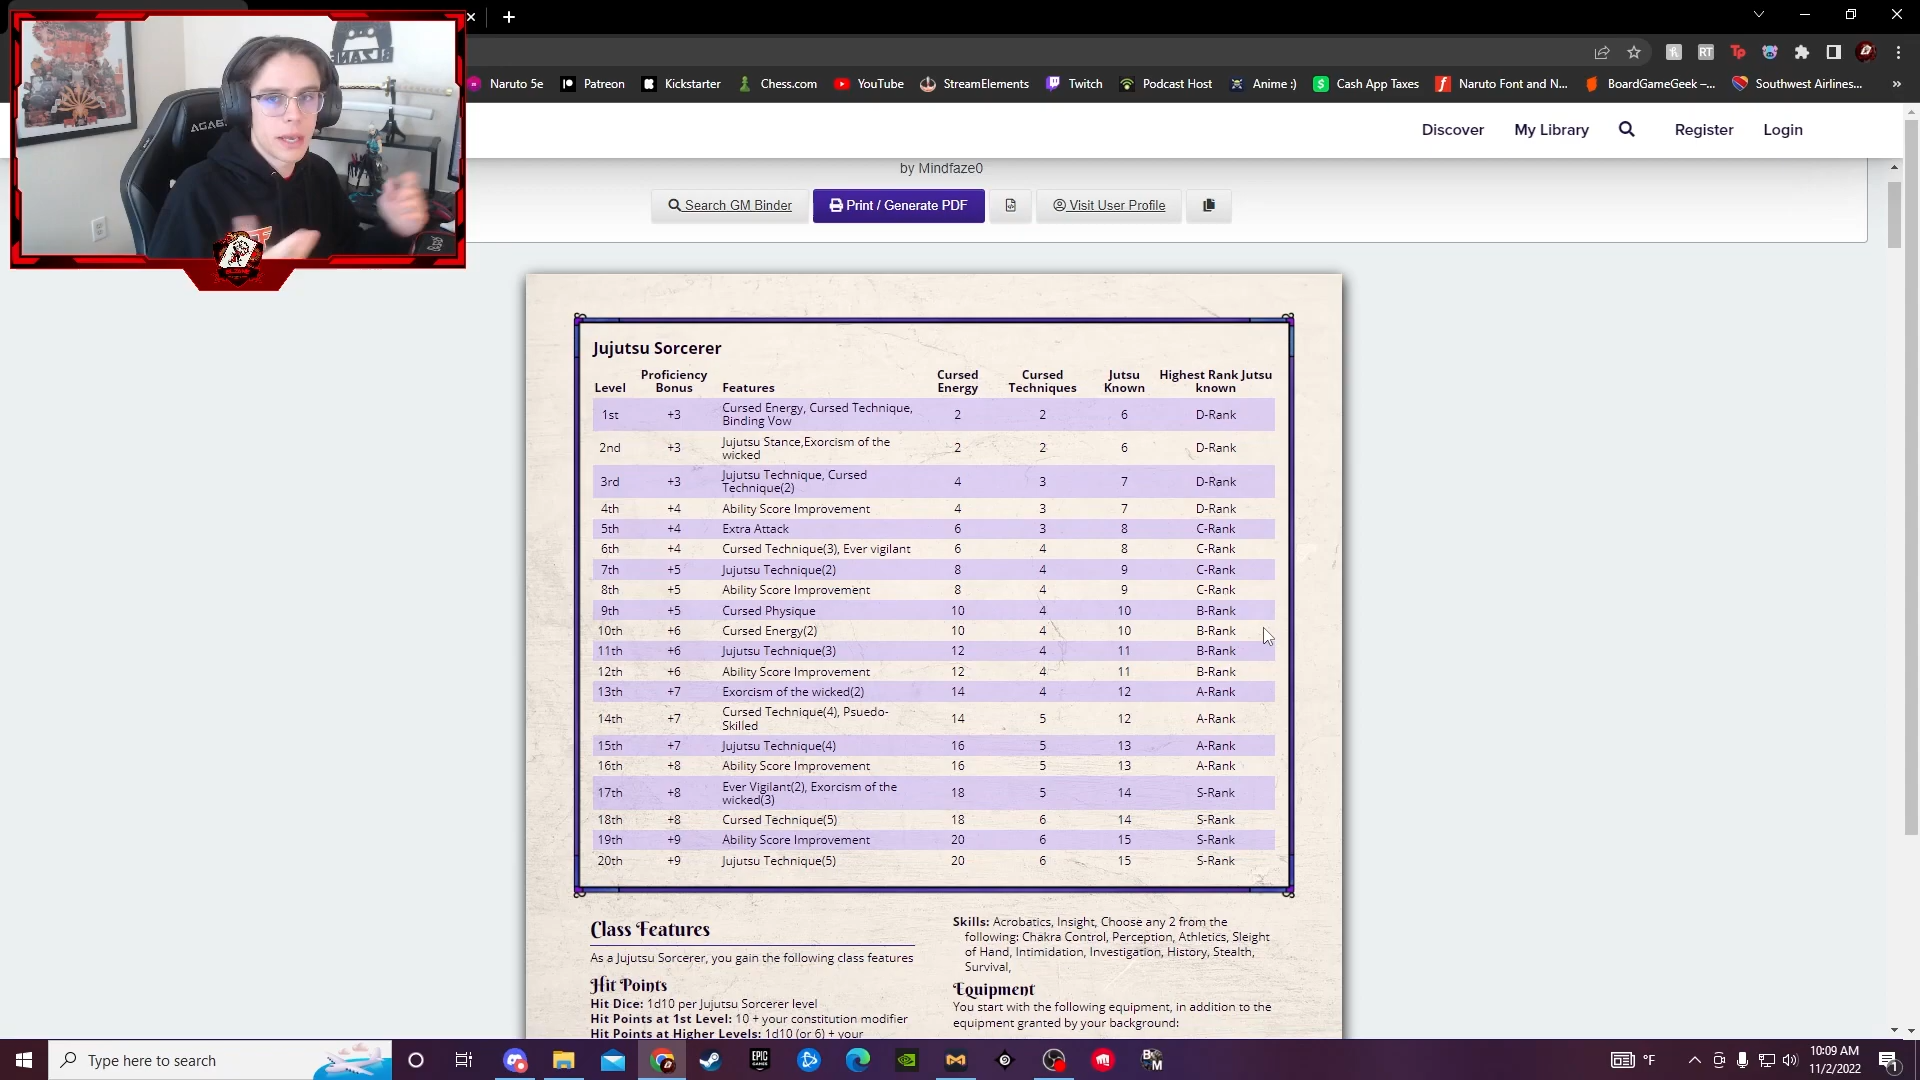 Naruto 5e Patreon Kickstarter Chess.com YouTube StreamElements Twitch Podcast Host Anime :) Cash App Taxes Naruto Font and N... BoardGameGeek –... Southwest Airlines... »
Discover My Library Register Login
by Mindfaze0
Search GM Binder Print / Generate PDF Visit User Profile
Jujutsu Sorcerer
Level Proficiency Bonus Features Cursed Energy Cursed Techniques Jutsu Known Highest Rank Jutsu known
1st +3 Cursed Energy, Cursed Technique, Binding Vow 2 2 6 D-Rank
2nd +3 Jujutsu Stance,Exorcism of the wicked 2 2 6 D-Rank
3rd +3 Jujutsu Technique, Cursed Technique(2) 4 3 7 D-Rank
4th +4 Ability Score Improvement 4 3 7 D-Rank
5th +4 Extra Attack 6 3 8 C-Rank
6th +4 Cursed Technique(3), Ever vigilant 6 4 8 C-Rank
7th +5 Jujutsu Technique(2) 8 4 9 C-Rank
8th +5 Ability Score Improvement 8 4 9 C-Rank
9th +5 Cursed Physique 10 4 10 B-Rank
10th +6 Cursed Energy(2) 10 4 10 B-Rank
11th +6 Jujutsu Technique(3) 12 4 11 B-Rank
12th +6 Ability Score Improvement 12 4 11 B-Rank
13th +7 Exorcism of the wicked(2) 14 4 12 A-Rank
14th +7 Cursed Technique(4), Psuedo-Skilled 14 5 12 A-Rank
15th +7 Jujutsu Technique(4) 16 5 13 A-Rank
16th +8 Ability Score Improvement 16 5 13 A-Rank
17th +8 Ever Vigilant(2), Exorcism of the wicked(3) 18 5 14 S-Rank
18th +8 Cursed Technique(5) 18 6 14 S-Rank
19th +9 Ability Score Improvement 20 6 15 S-Rank
20th +9 Jujutsu Technique(5) 20 6 15 S-Rank
Class Features
As a Jujutsu Sorcerer, you gain the following class features
Hit Points
Hit Dice: 1d10 per Jujutsu Sorcerer level
Hit Points at 1st Level: 10 + your constitution modifier
Hit Points at Higher Levels: 1d10 (or 6) + your
Skills: Acrobatics, Insight, Choose any 2 from the
following: Chakra Control, Perception, Athletics, Sleight
of Hand, Intimidation, Investigation, History, Stealth,
Survival,
Equipment
You start with the following equipment, in addition to the
equipment granted by your background:
Type here to search
°F
10:09 AM
11/2/2022